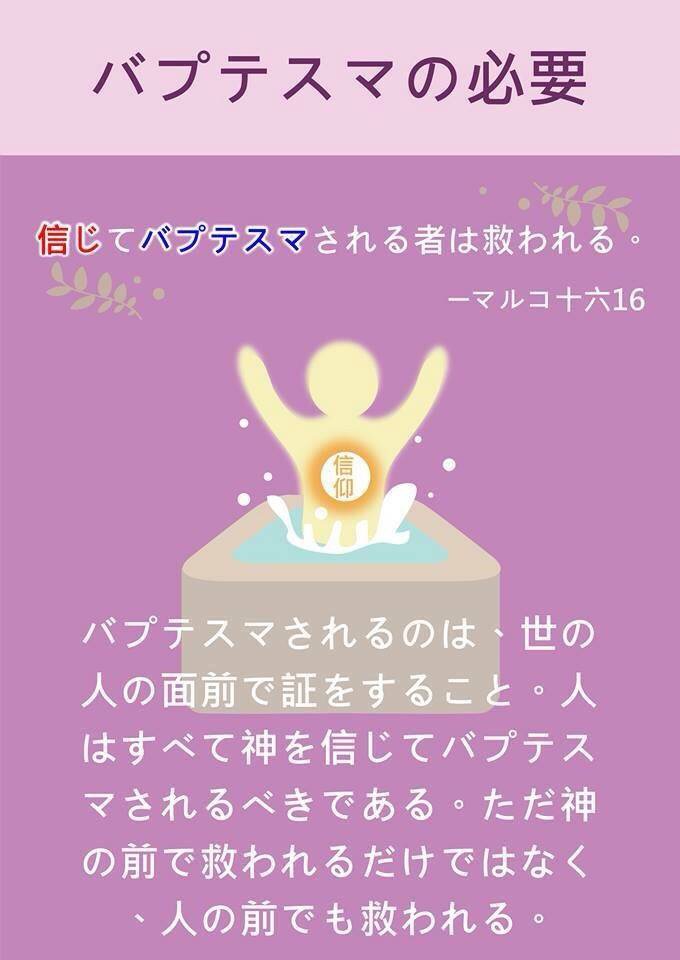 バプテスマの必要
信じてバプテスマされる者は救われる。
—マルコ十六16
信
仰
バプテスマされるのは、世の
人の面前で証をすること。人
はすべて神を信じてバプテス
マされるべきである。ただ神
の前で救われるだけではなく
、人の前でも救われる。